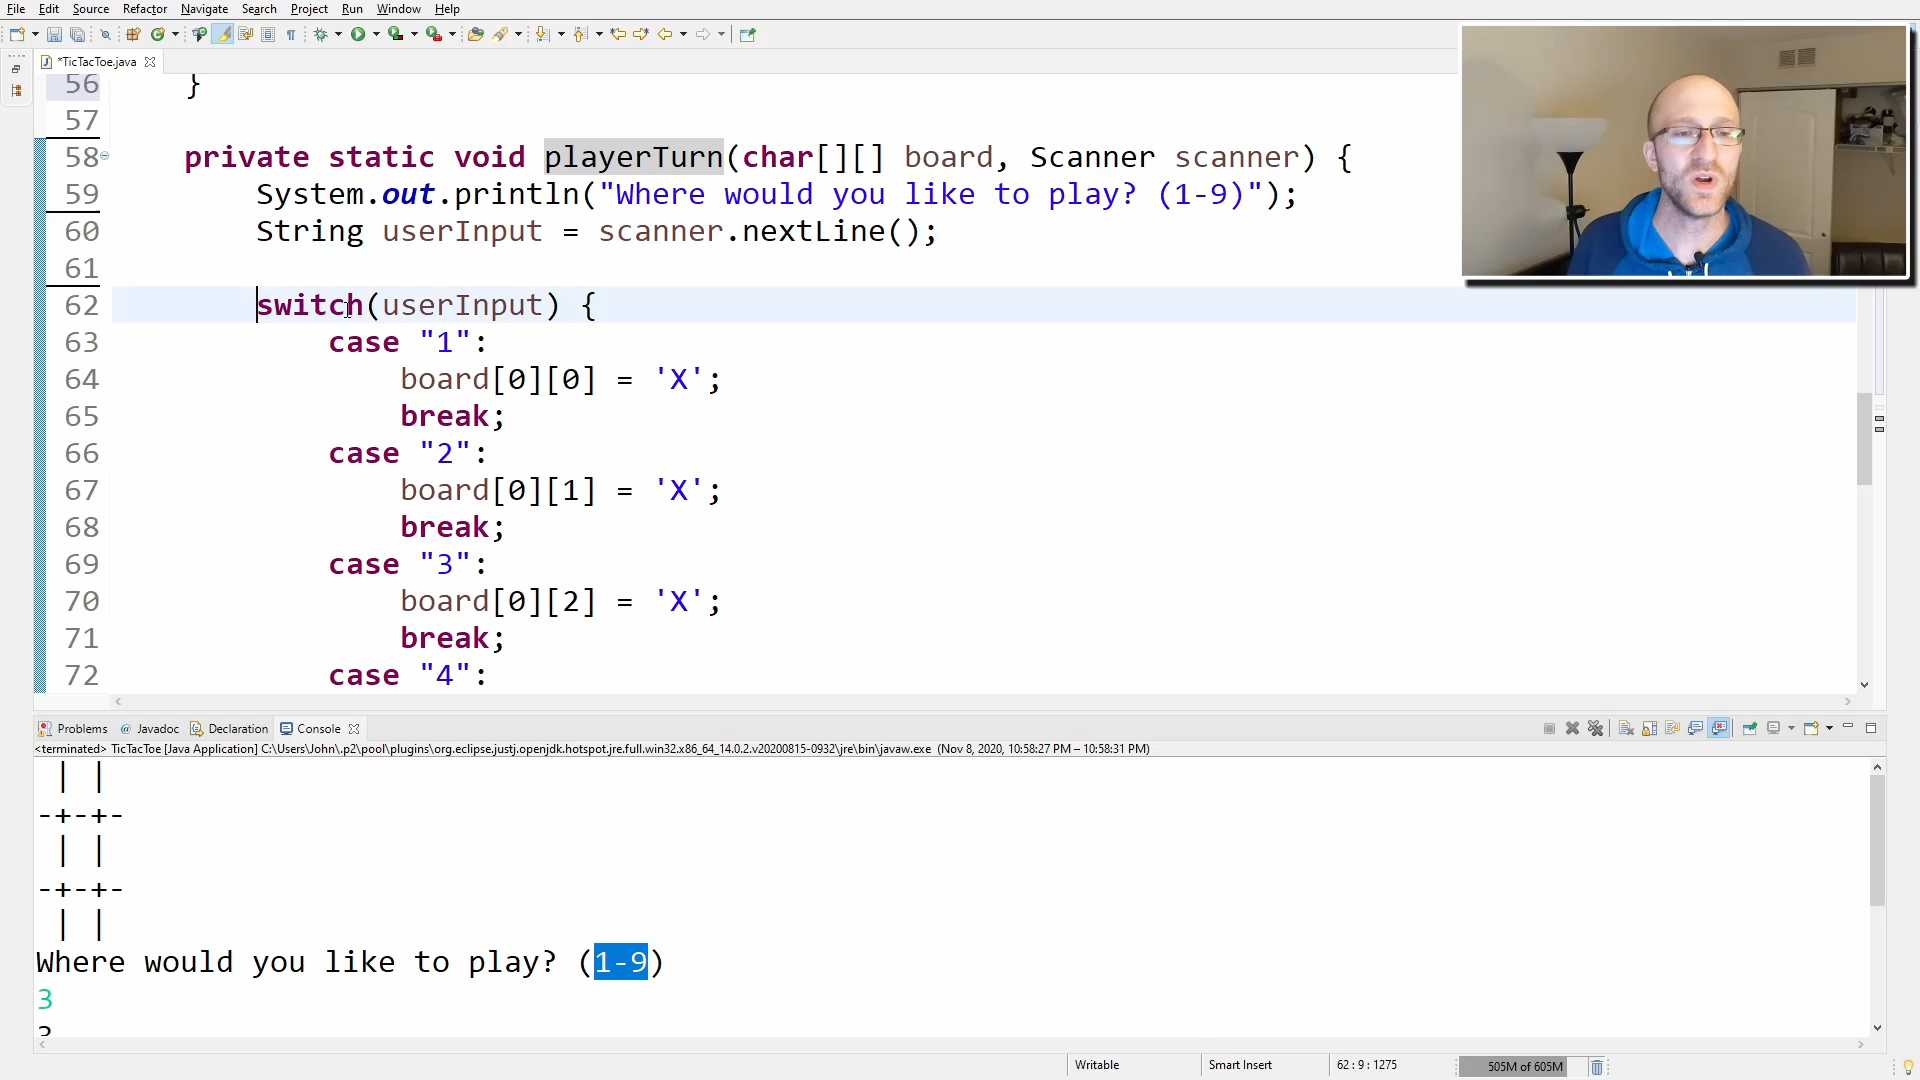 File Edit Source Refactor Navigate Search Project Run Window Help
*TicTacToe.java
56 }
57
58 private static void playerTurn(char[][] board, Scanner scanner) {
59 System.out.println("Where would you like to play? (1-9)");
60 String userInput = scanner.nextLine();
61
62 switch(userInput) {
63 case "1":
64 board[0][0] = 'X';
65 break;
66 case "2":
67 board[0][1] = 'X';
68 break;
69 case "3":
70 board[0][2] = 'X';
71 break;
72 case "4":
Problems @ Javadoc Declaration Console
<terminated> TicTacToe [Java Application] C:\Users\John\.p2\pool\plugins\org.eclipse.justj.openjdk.hotspot.jre.full.win32.x86_64_14.0.2.v20200815-0932\jre\bin\javaw.exe (Nov 8, 2020, 10:58:27 PM – 10:58:31 PM)
| |
-+-+-
| |
-+-+-
| |
Where would you like to play? (1-9)
3
3
Writable Smart Insert 62 : 9 : 1275 505M of 605M